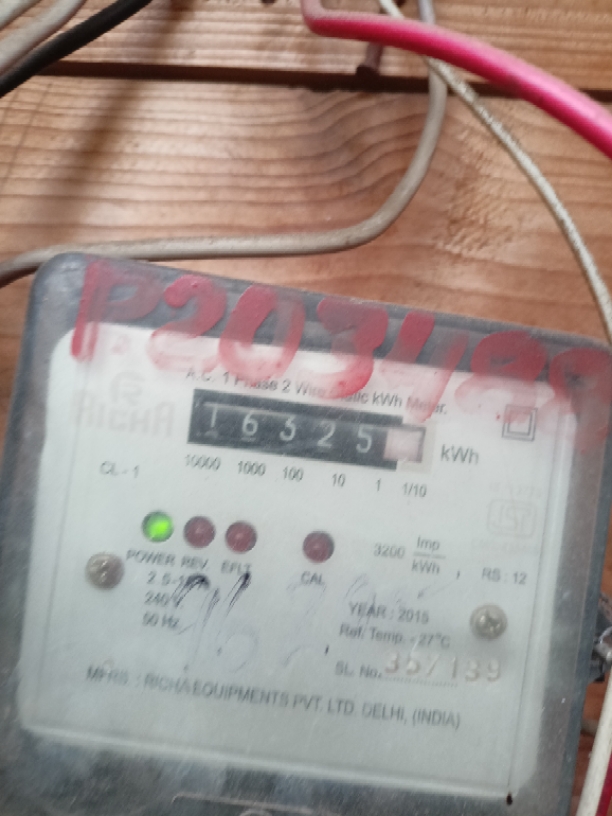 P203488
A.C. 1 Phase 2 Wire Static kWh Meter.
16525
kWh
CL - 1
10000 1000 100 10 1 1/10
3200 Imp/kWh
POWER REV. EFLT CAL
RS : 12
240 V
50 Hz
YEAR : 2015
Ref. Temp. - 27°C
SL. No. 357139
MFRS : RICHA EQUIPMENTS PVT. LTD. DELHI, (INDIA)